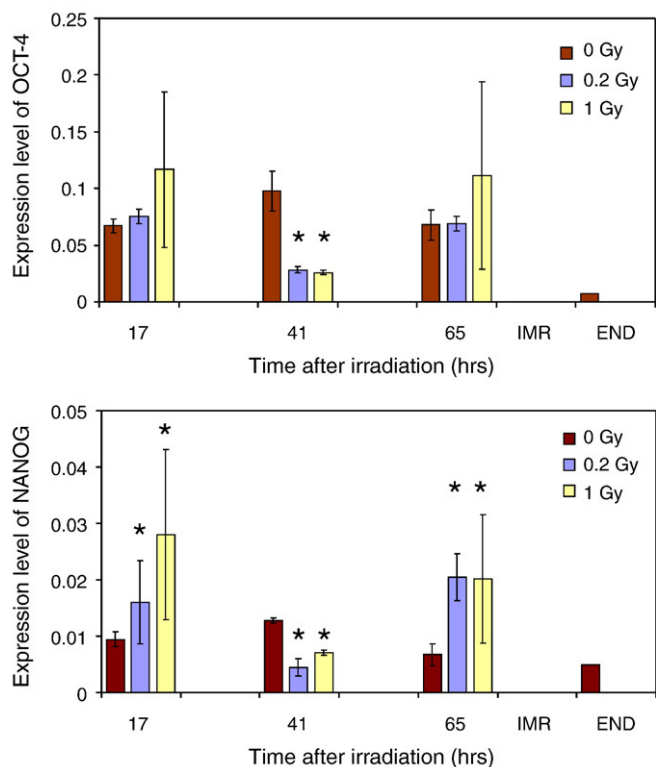 Expression level of OCT-4
0.25
0.2
0.15
0.1
0.05
0
0 Gy
0.2 Gy
1 Gy
* *
17 41 65 IMR END
Time after irradiation (hrs)
Expression level of NANOG
0.05
0.04
0.03
0.02
0.01
0
0 Gy
0.2 Gy
1 Gy
* * * * * *
17 41 65 IMR END
Time after irradiation (hrs)